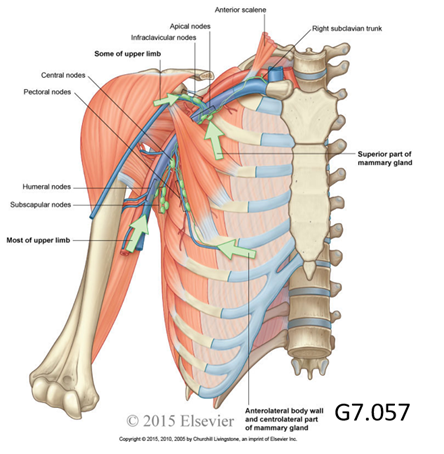 Anterior scalene
Apical nodes
Right subclavian trunk
Infraclavicular nodes
Some of upper limb
Central nodes
Pectoral nodes
Superior part of
mammary gland
Humeral nodes
Subscapular nodes
Most of upper limb
Anterolateral body wall
and centrolateral part
of mammary gland
G7.057
© 2015 Elsevier
Copyright © 2015, 2010, 2005 by Churchill Livingstone, an imprint of Elsevier Inc.